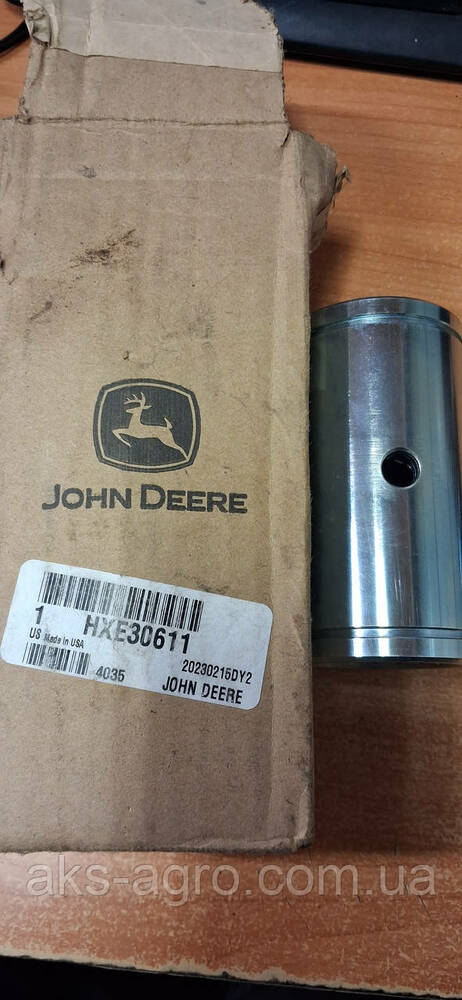 JOHN DEERE
1 HXE30611
US Made in USA
4035 20230215DY2
JOHN DEERE
aks-agro.com.ua